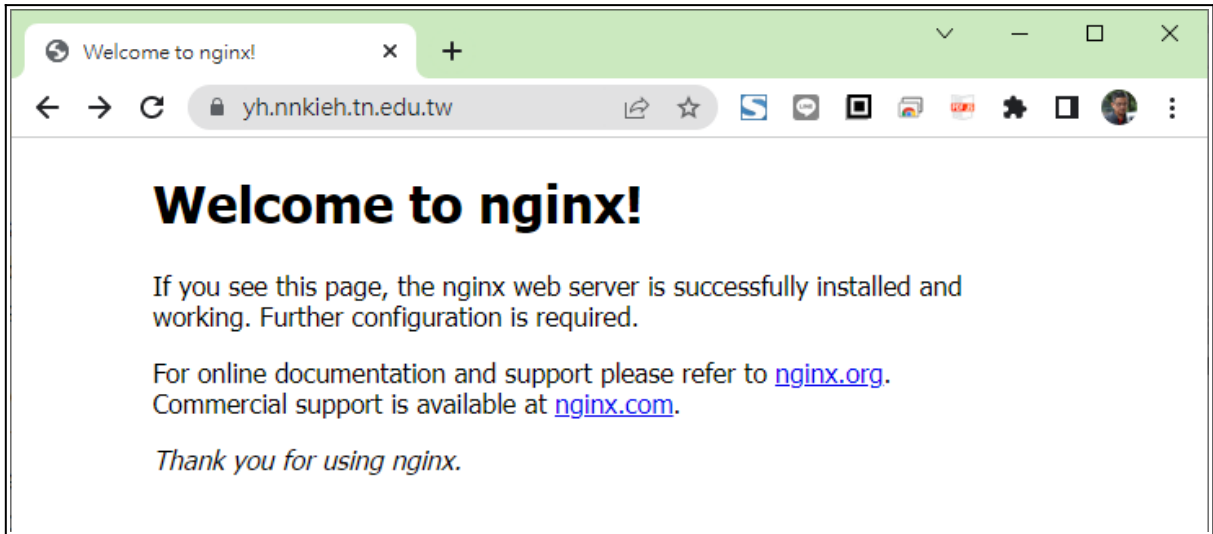 Welcome to nginx!
yh.nnkieh.tn.edu.tw
Welcome to nginx!
If you see this page, the nginx web server is successfully installed and
working. Further configuration is required.
For online documentation and support please refer to nginx.org.
Commercial support is available at nginx.com.
Thank you for using nginx.